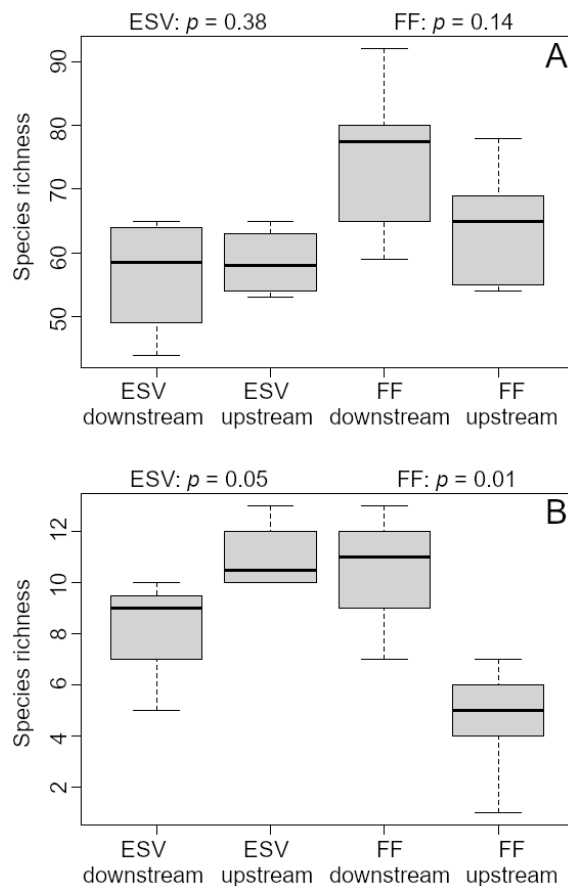 ESV: p = 0.38 FF: p = 0.14
A
Species richness
90
80
70
60
50
ESV downstream
ESV upstream
FF downstream
FF upstream
ESV: p = 0.05 FF: p = 0.01
B
Species richness
12
10
8
6
4
2
ESV downstream
ESV upstream
FF downstream
FF upstream